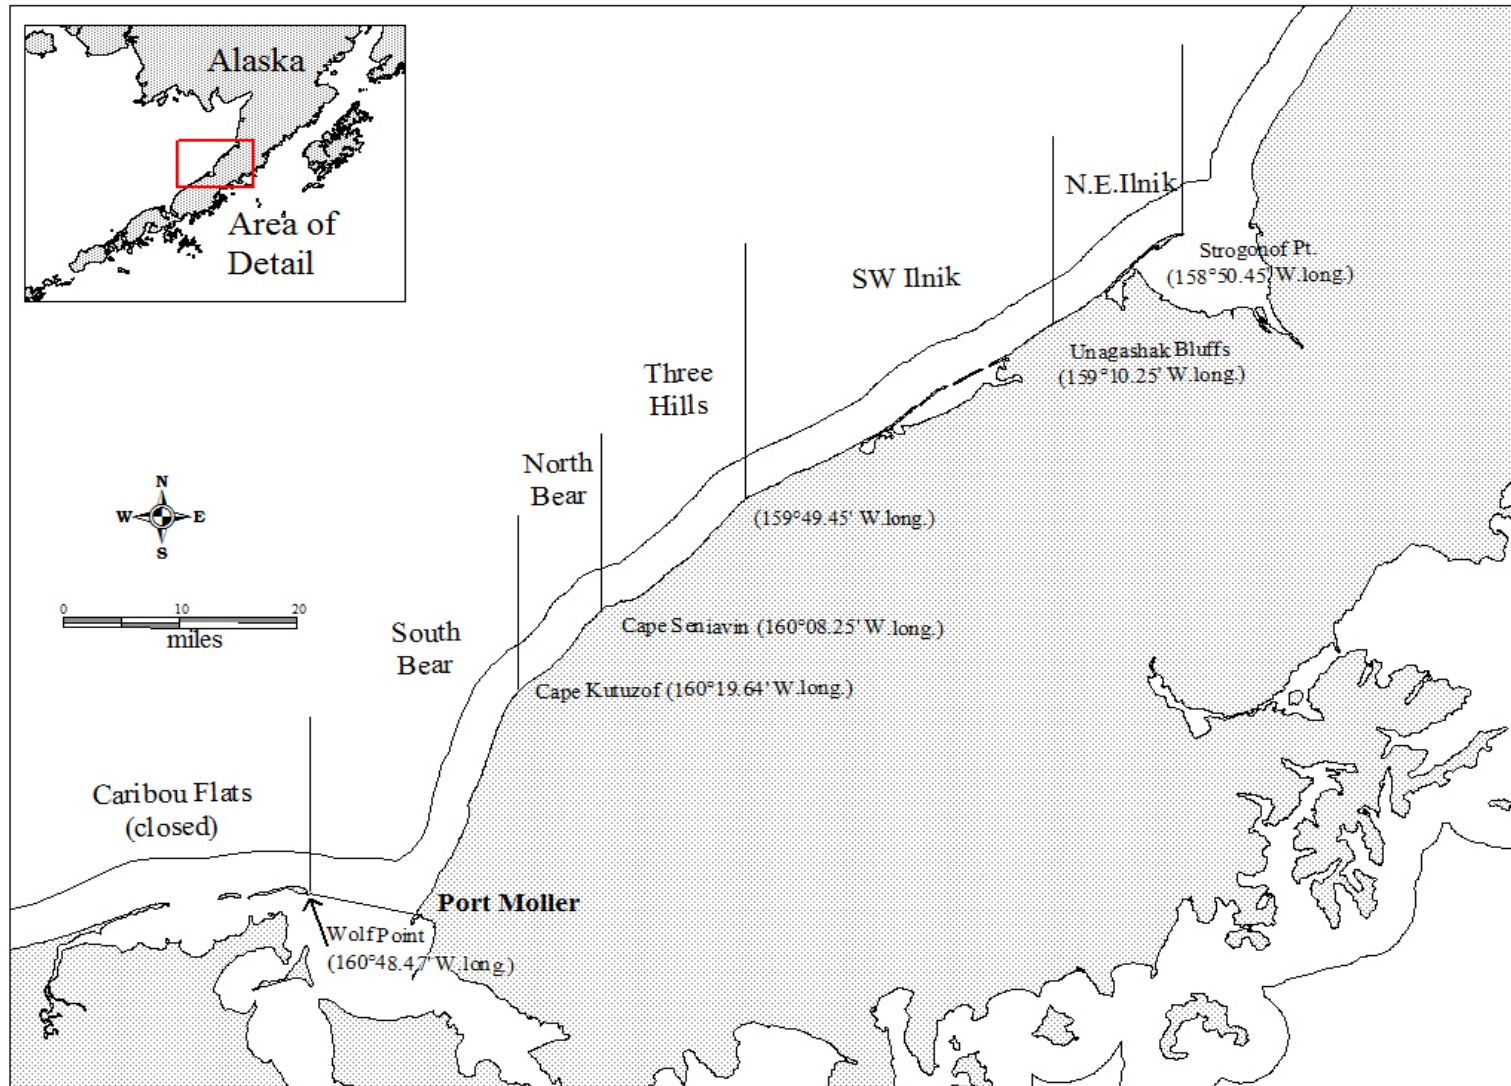 Alaska
Area of
Detail
N.E.Ilnik
Strogonof Pt.
(158°50.45' W.long.)
SW Ilnik
Unagashak Bluffs
(159°10.25' W.long.)
Three
Hills
North
Bear
(159°49.45' W.long.)
N
W E
S
0 10 20
miles
South
Bear
Cape Seniavin (160°08.25' W.long.)
Cape Kutuzof (160°19.64' W.long.)
Caribou Flats
(closed)
Port Moller
Wolf Point
(160°48.47' W.long.)